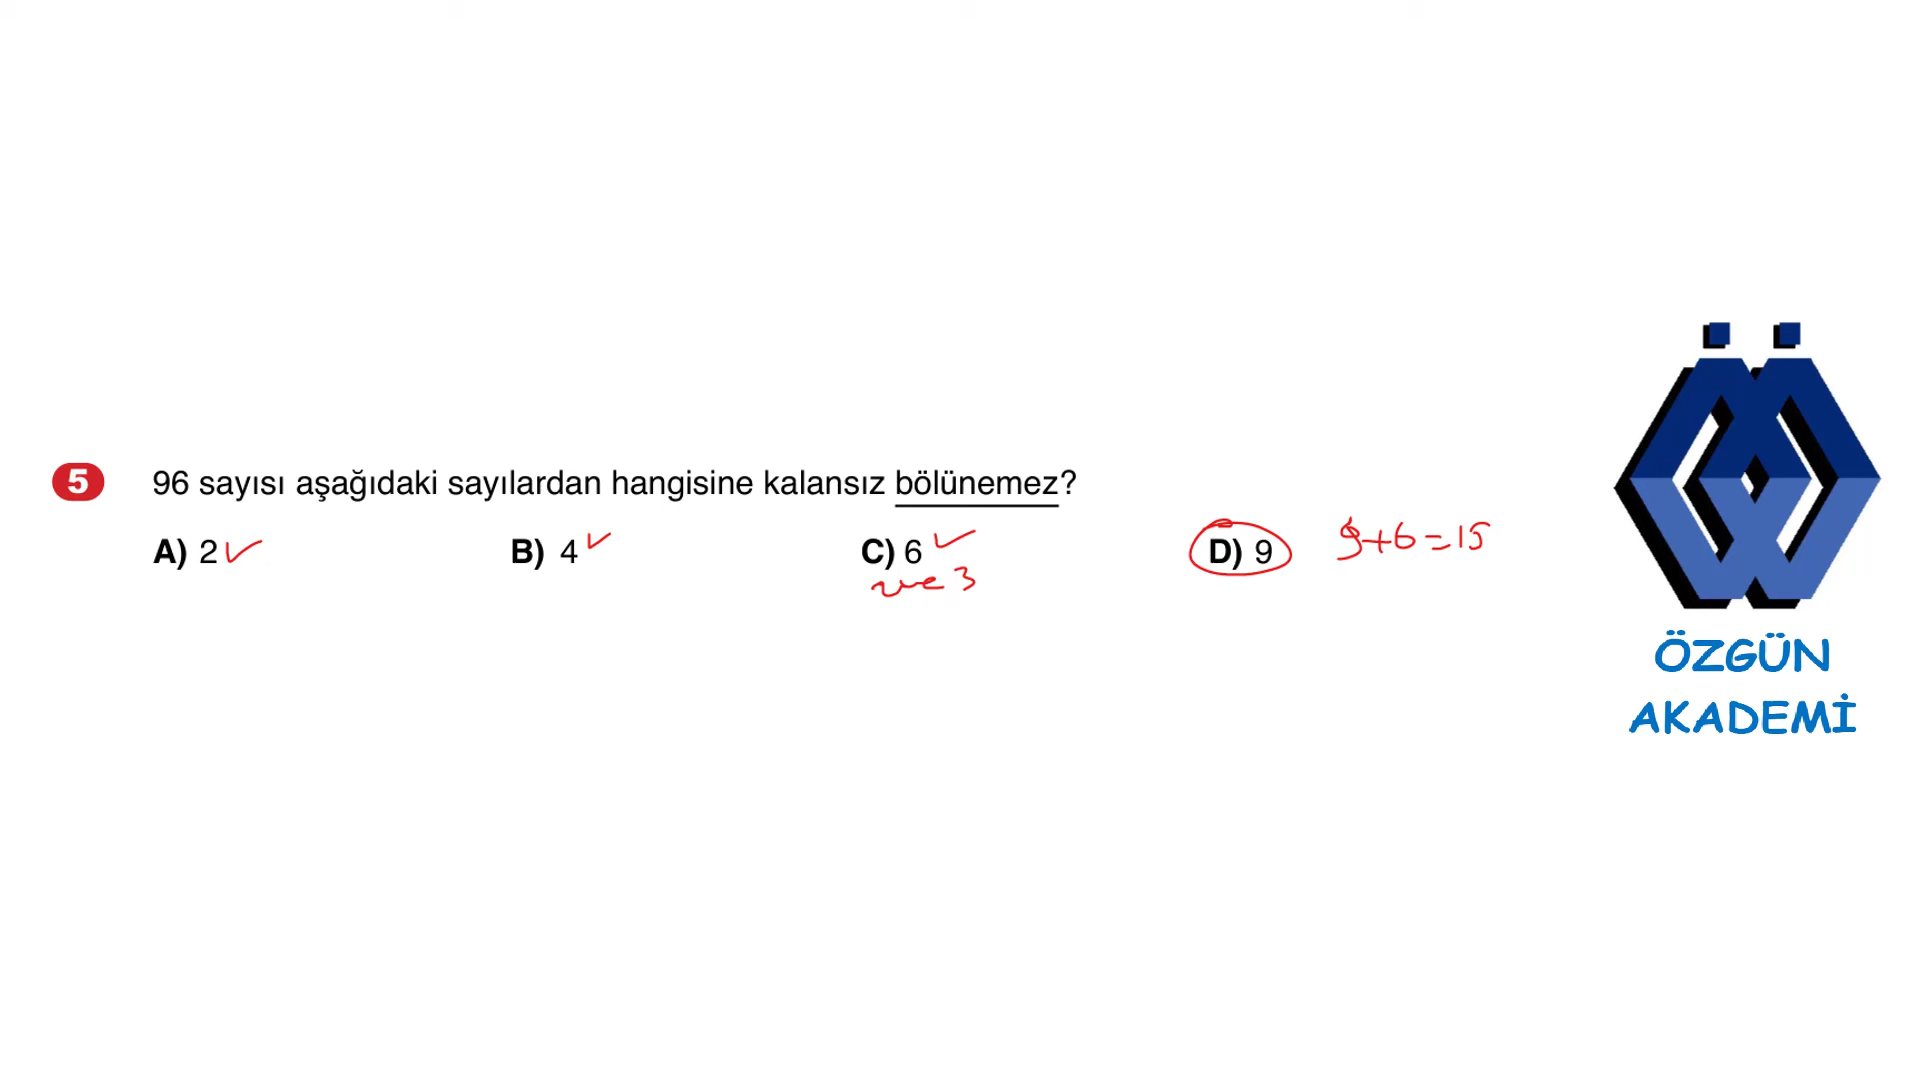 5 96 sayısı aşağıdaki sayılardan hangisine kalansız bölünemez?
A) 2 ✓ B) 4 ✓ C) 6 ✓ D) 9 9+6=15
2 ve 3
ÖZGÜN
AKADEMİ